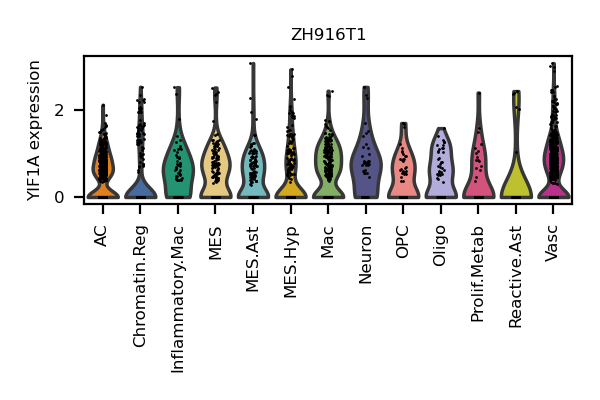 ZH916T1
YIF1A expression
2
0
AC
Chromatin.Reg
Inflammatory.Mac
MES
MES.Ast
MES.Hyp
Mac
Neuron
OPC
Oligo
Prolif.Metab
Reactive.Ast
Vasc